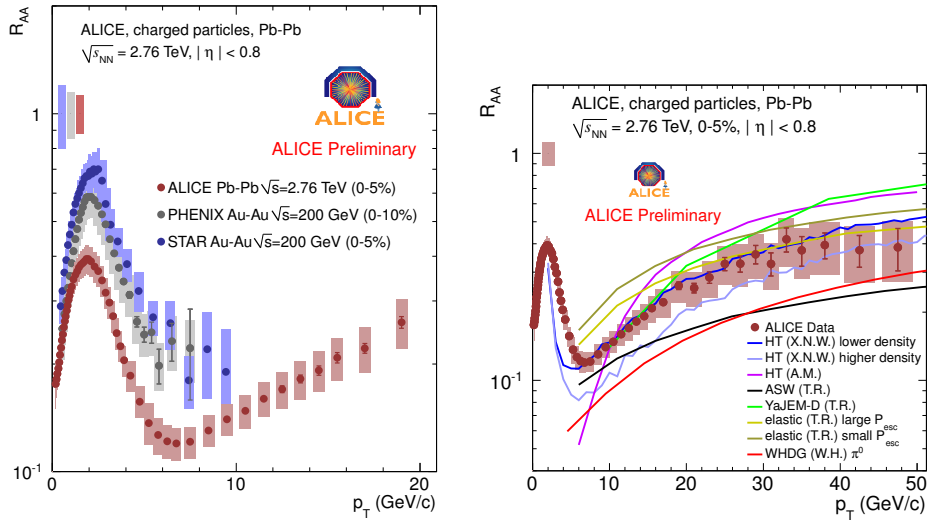 R_AA
ALICE, charged particles, Pb-Pb
√s_NN = 2.76 TeV, | η | < 0.8
1
ALICE
ALICE Preliminary
ALICE Pb-Pb √s=2.76 TeV (0-5%)
PHENIX Au-Au √s=200 GeV (0-10%)
STAR Au-Au √s=200 GeV (0-5%)
10^-1
0 10 20
p_T (GeV/c)
R_AA
ALICE, charged particles, Pb-Pb
√s_NN = 2.76 TeV, 0-5%, | η | < 0.8
1
ALICE
ALICE Preliminary
ALICE Data
HT (X.N.W.) lower density
HT (X.N.W.) higher density
HT (A.M.)
ASW (T.R.)
YaJEM-D (T.R.)
elastic (T.R.) large P_esc
elastic (T.R.) small P_esc
WHDG (W.H.) π^0
10^-1
0 10 20 30 40 50
p_T (GeV/c)